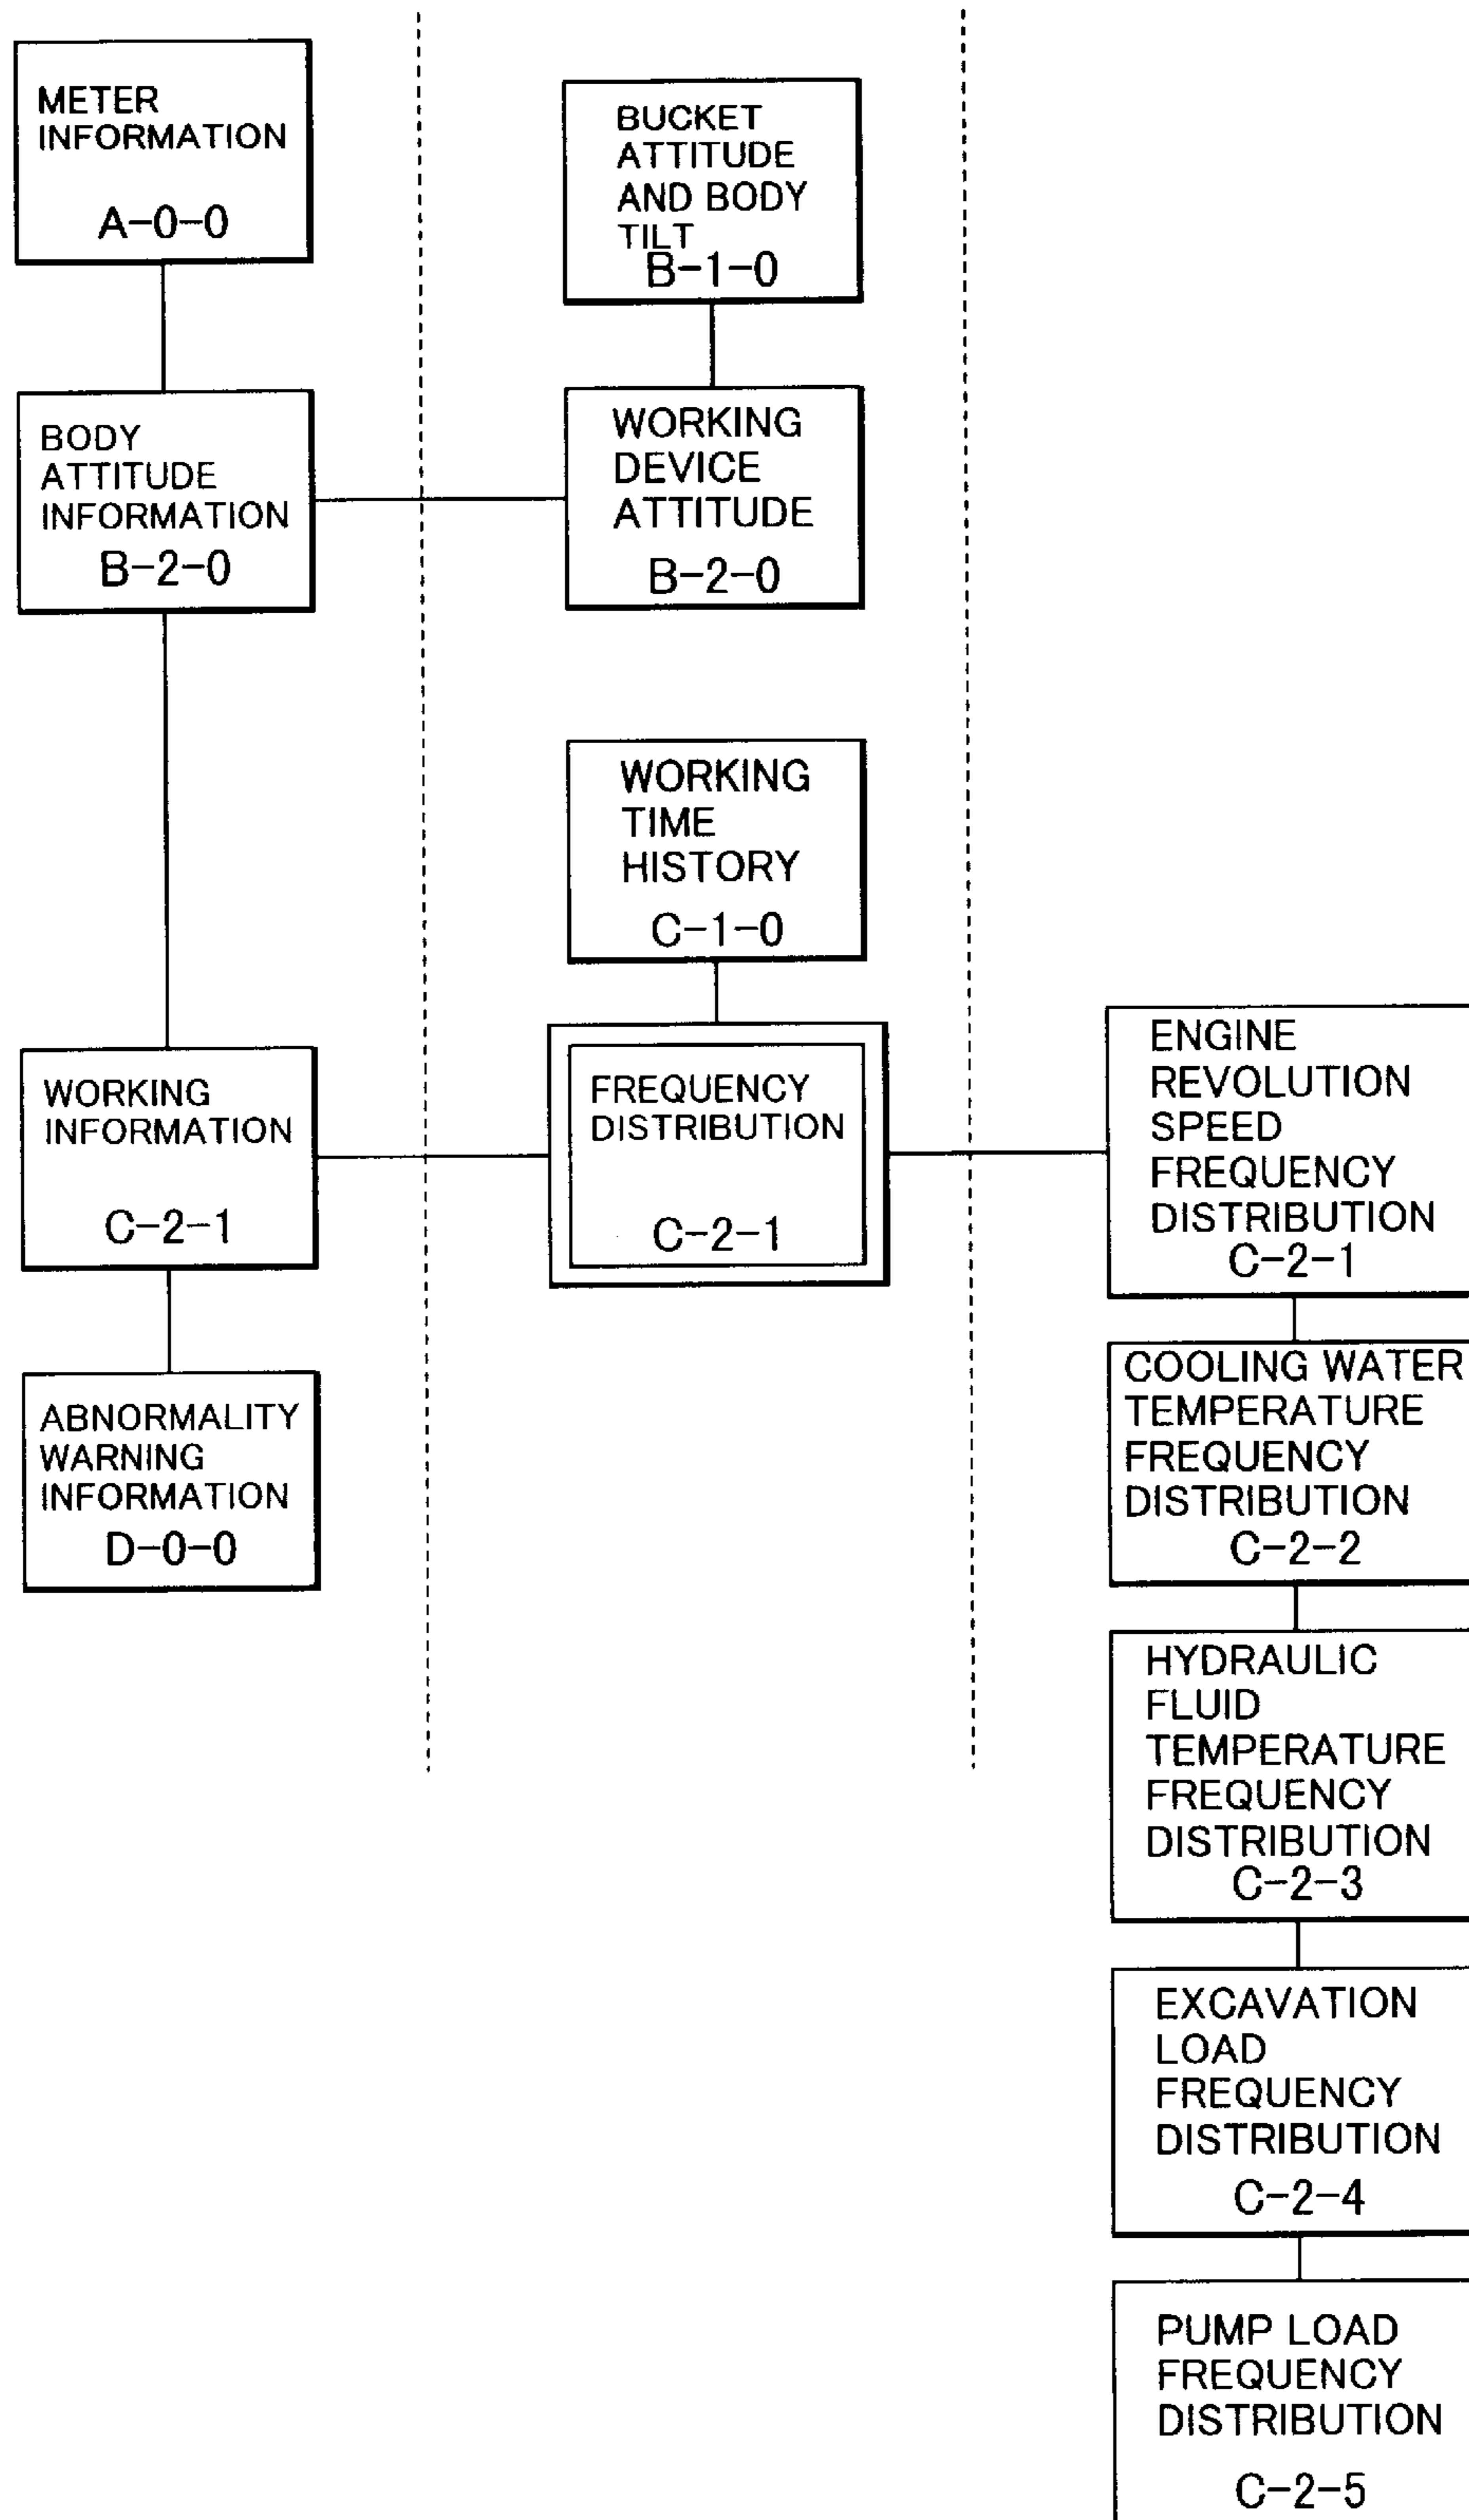 METER
INFORMATION
A-0-0
BODY
ATTITUDE
INFORMATION
B-2-0
WORKING
INFORMATION
C-2-1
ABNORMALITY
WARNING
INFORMATION
D-0-0
BUCKET
ATTITUDE
AND BODY
TILT
B-1-0
WORKING
DEVICE
ATTITUDE
B-2-0
WORKING
TIME
HISTORY
C-1-0
FREQUENCY
DISTRIBUTION
C-2-1
ENGINE
REVOLUTION
SPEED
FREQUENCY
DISTRIBUTION
C-2-1
COOLING WATER
TEMPERATURE
FREQUENCY
DISTRIBUTION
C-2-2
HYDRAULIC
FLUID
TEMPERATURE
FREQUENCY
DISTRIBUTION
C-2-3
EXCAVATION
LOAD
FREQUENCY
DISTRIBUTION
C-2-4
PUMP LOAD
FREQUENCY
DISTRIBUTION
C-2-5